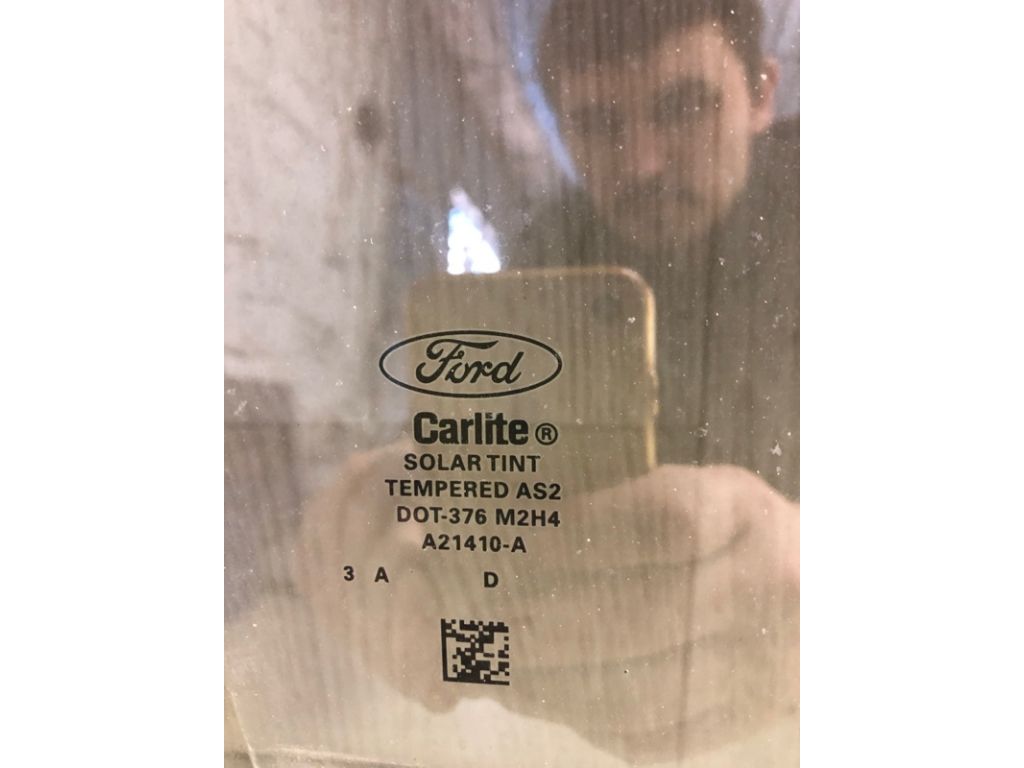 Ford
Carlite®
SOLAR TINT
TEMPERED AS2
DOT-376 M2H4
A21410-A
3 A D